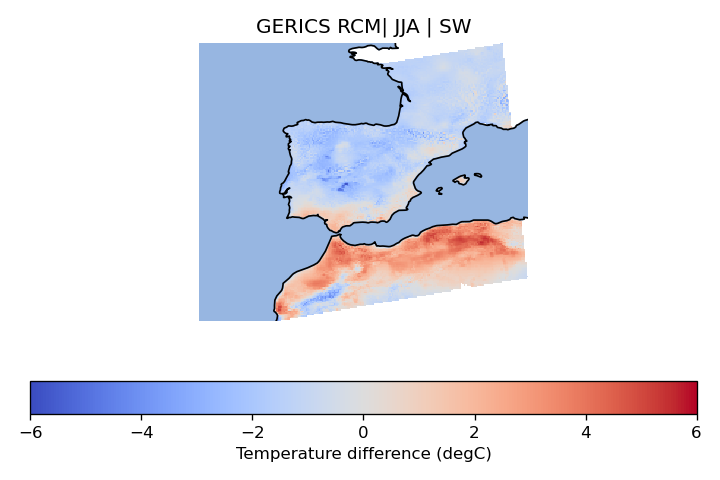 GERICS RCM| JJA | SW
−6 −4 −2 0 2 4 6
Temperature difference (degC)